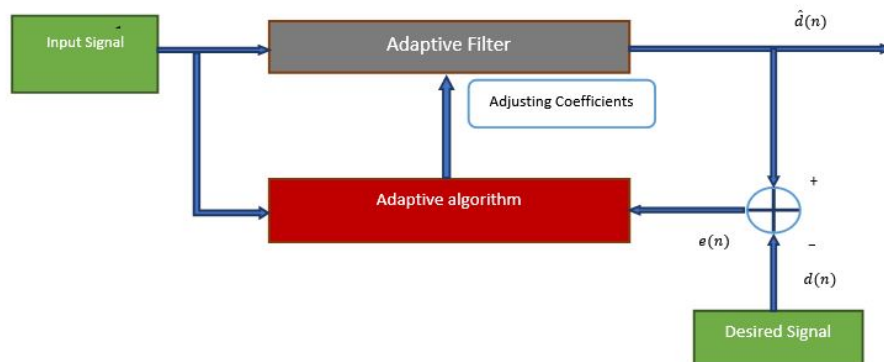 Input Signal
Adaptive Filter
d̂(n)
Adjusting Coefficients
Adaptive algorithm
+
e(n)
−
d(n)
Desired Signal